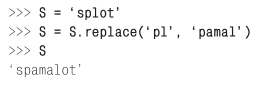 >>> S = ‘splot’
>>> S = S.replace(‘pl’, ‘pamal’)
>>> S
‘spamalot’